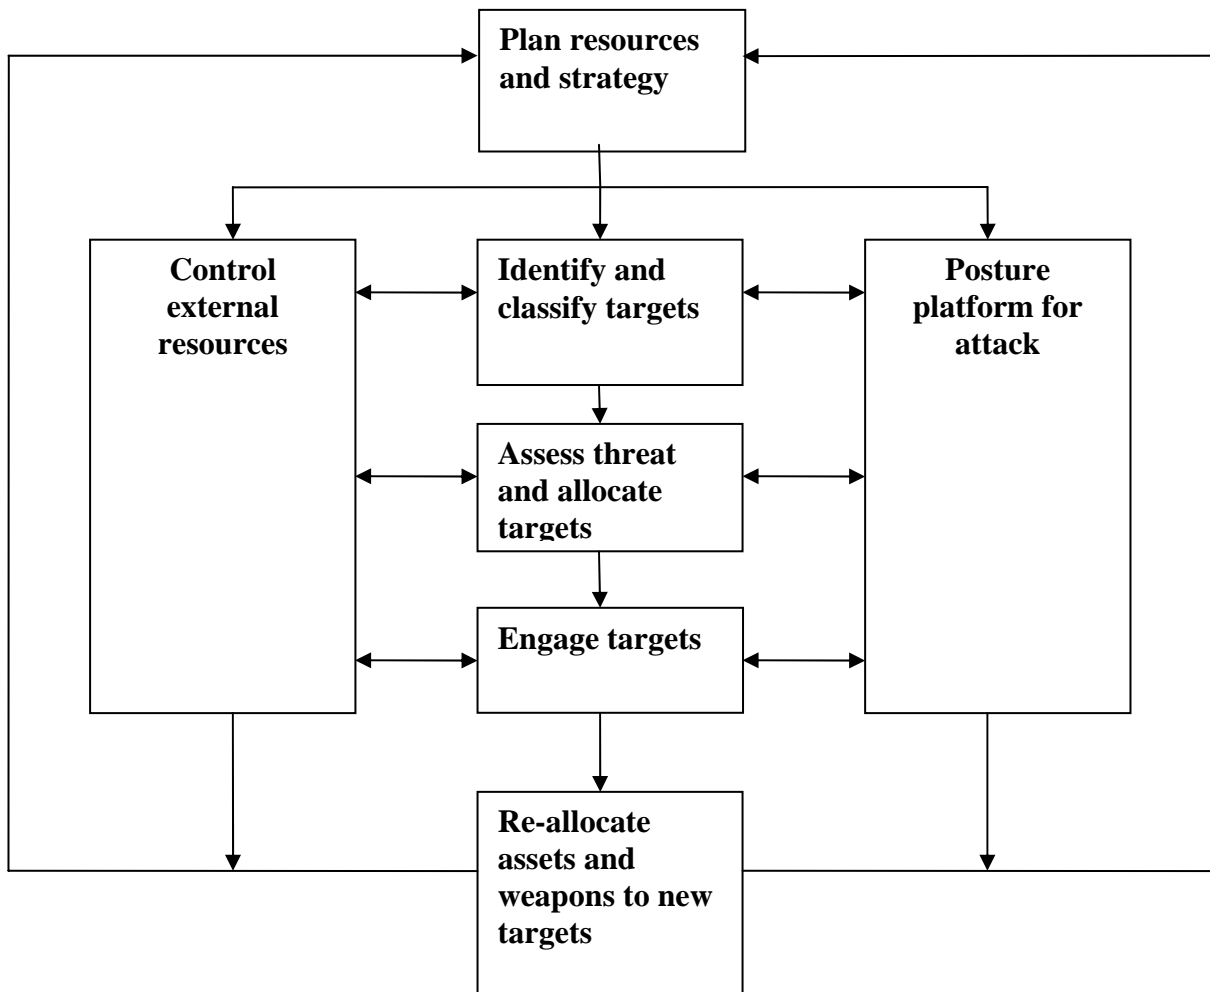 Plan resources
and strategy
Control
external
resources
Identify and
classify targets
Posture
platform for
attack
Assess threat
and allocate
targets
Engage targets
Re-allocate
assets and
weapons to new
targets